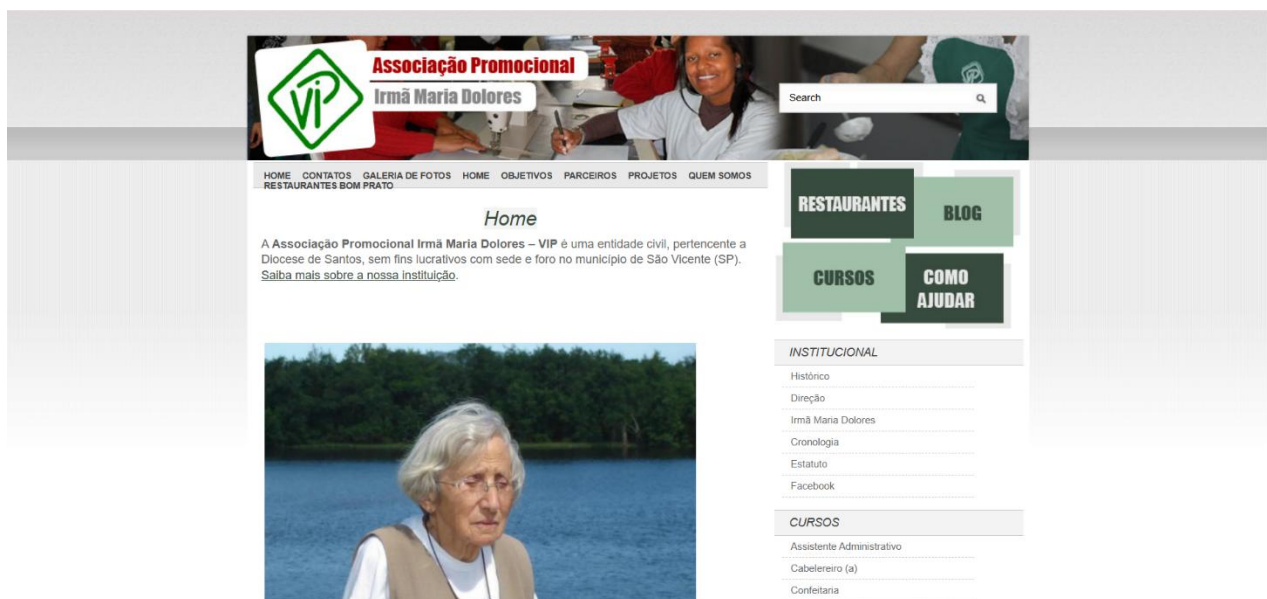 VIP
Associação Promocional
Irmã Maria Dolores
Search
HOME CONTATOS GALERIA DE FOTOS HOME OBJETIVOS PARCEIROS PROJETOS QUEM SOMOS
RESTAURANTES BOM PRATO
Home
A Associação Promocional Irmã Maria Dolores – VIP é uma entidade civil, pertencente a
Diocese de Santos, sem fins lucrativos com sede e foro no município de São Vicente (SP).
Saiba mais sobre a nossa instituição.
RESTAURANTES
BLOG
CURSOS
COMO
AJUDAR
INSTITUCIONAL
Histórico
Direção
Irmã Maria Dolores
Cronologia
Estatuto
Facebook
CURSOS
Assistente Administrativo
Cabelereiro (a)
Confeitaria